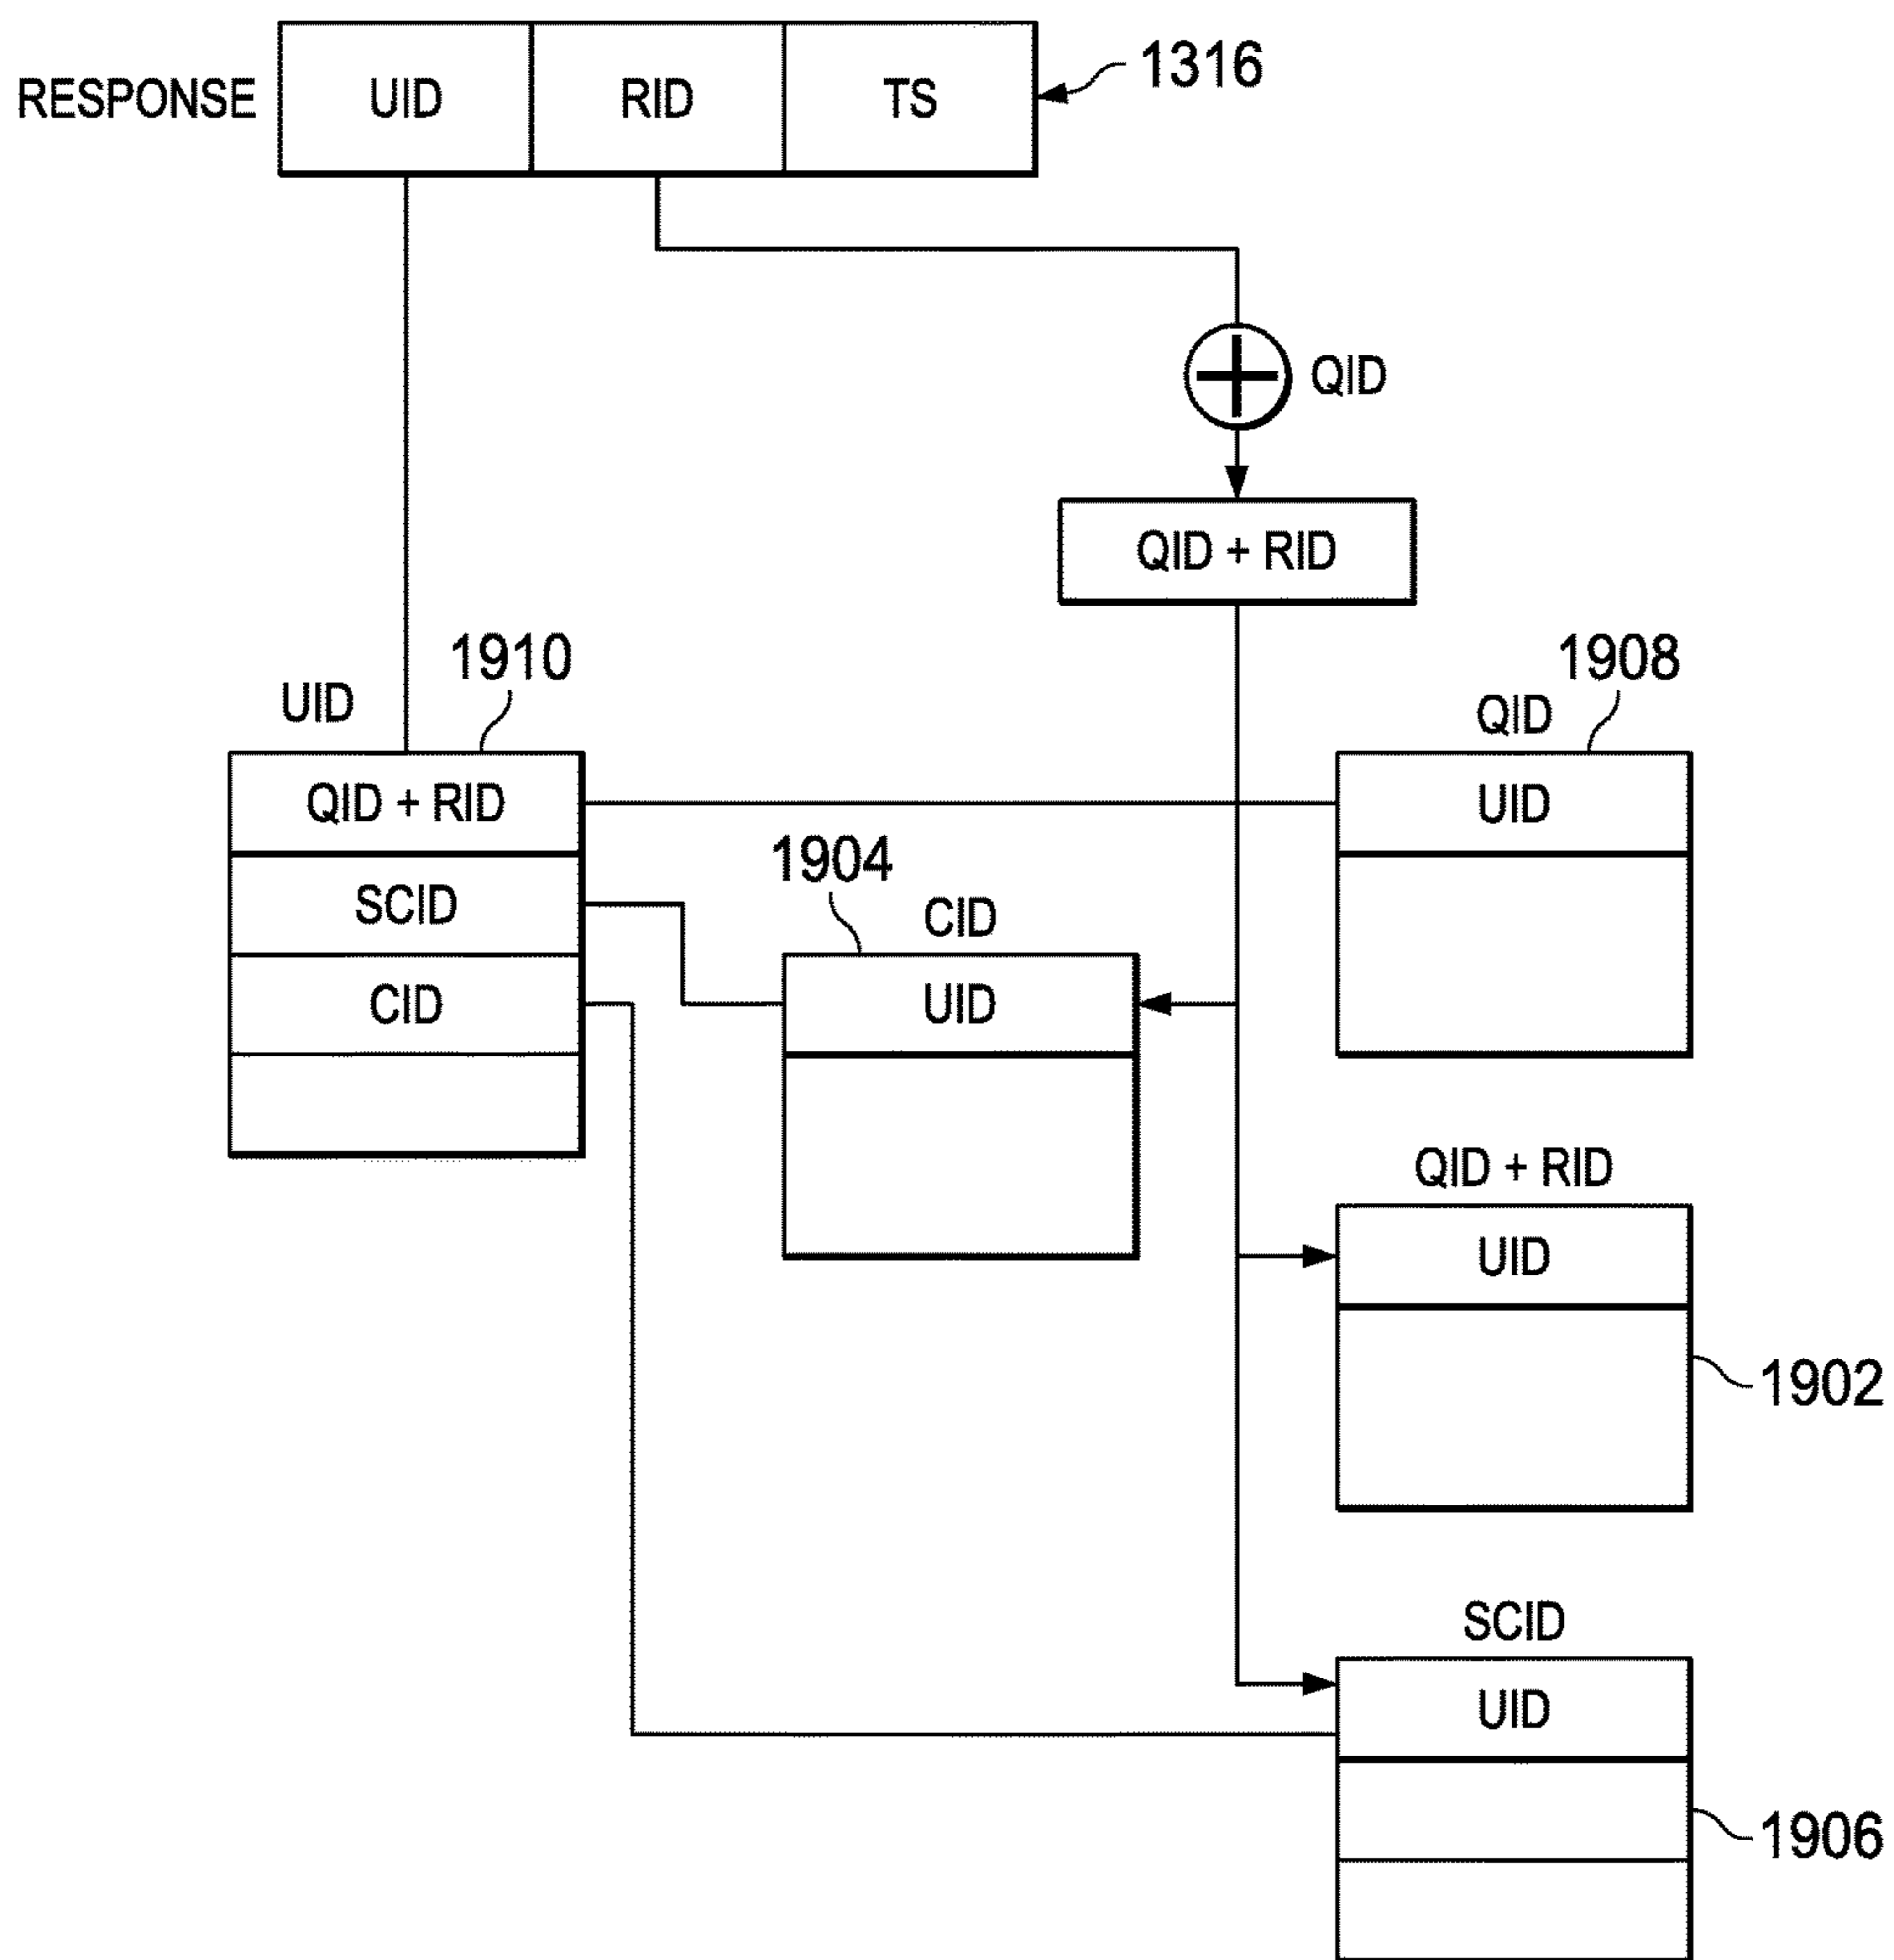 1316
RESPONSE UID RID TS
QID
QID + RID
1910
1908
UID
QID
QID + RID
UID
1904
SCID
CID
CID
UID
QID + RID
UID
1902
SCID
UID
1906